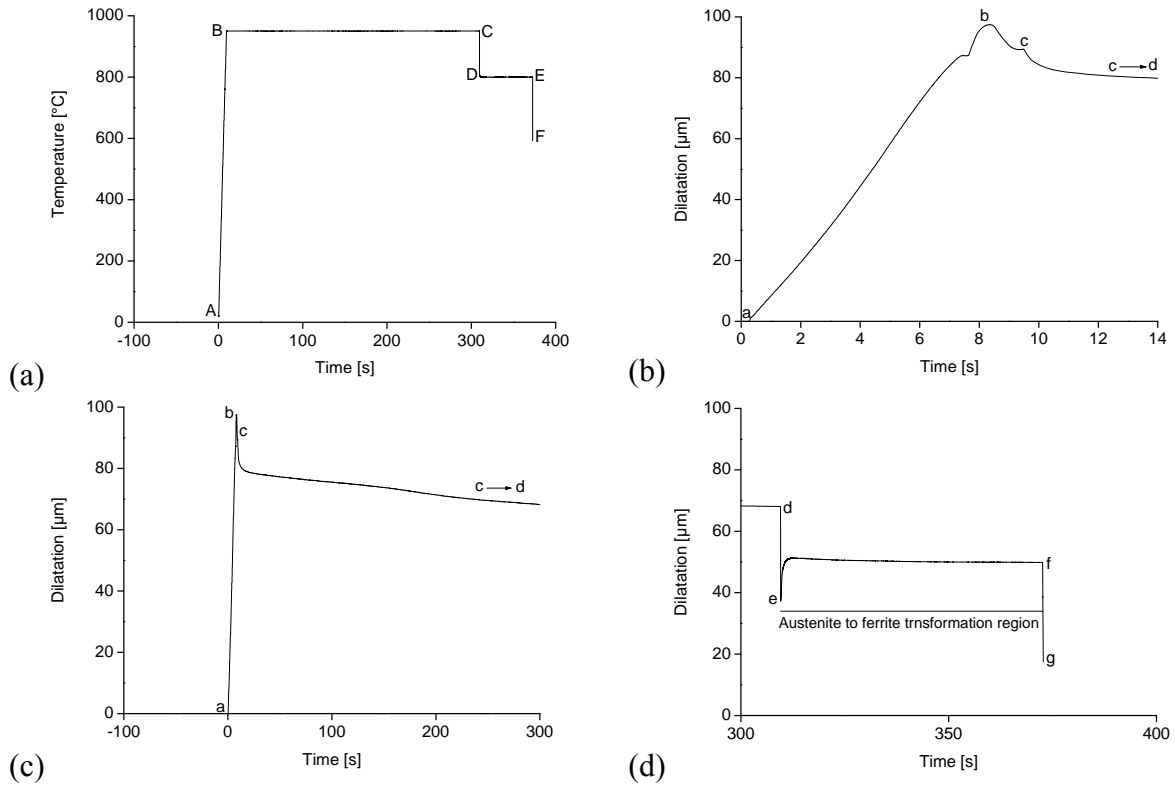 1000
800
600
400
200
0
-100 0 100 200 300 400
Temperature [°C]
Time [s]
A
B
C
D
E
F
(a)
100
80
60
40
20
0
0 2 4 6 8 10 12 14
Dilatation [µm]
Time [s]
a
b
c
c → d
(b)
100
80
60
40
20
0
-100 0 100 200 300
Dilatation [µm]
Time [s]
a
b
c
c → d
(c)
100
80
60
40
20
0
300 350 400
Dilatation [µm]
Time [s]
d
e
f
Austenite to ferrite trnsformation region
g
(d)